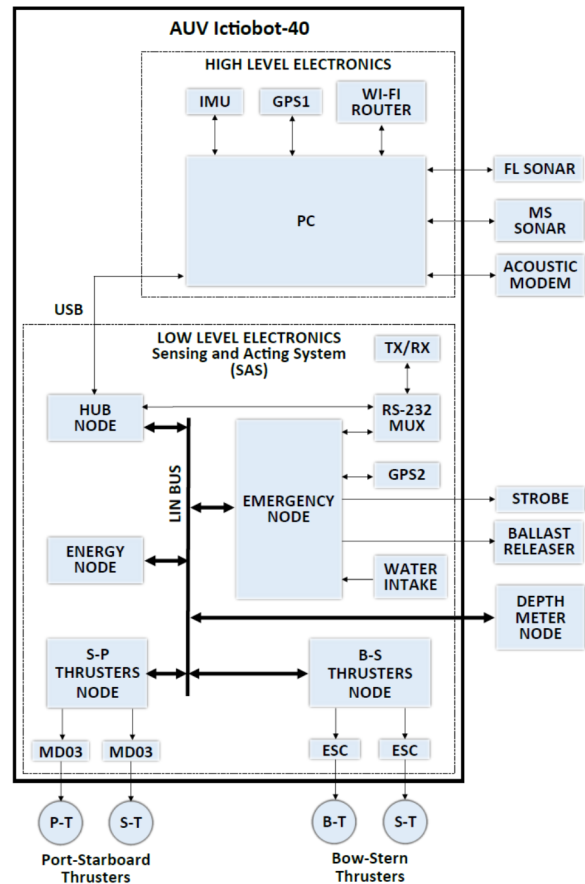 AUV Ictiobot-40
HIGH LEVEL ELECTRONICS
IMU
GPS1
WI-FI
ROUTER
PC
FL SONAR
MS
SONAR
ACOUSTIC
MODEM
USB
LOW LEVEL ELECTRONICS
Sensing and Acting System
(SAS)
TX/RX
HUB
NODE
RS-232
MUX
LIN BUS
EMERGENCY
NODE
GPS2
STROBE
BALLAST
RELEASER
ENERGY
NODE
WATER
INTAKE
DEPTH
METER
NODE
S-P
THRUSTERS
NODE
B-S
THRUSTERS
NODE
MD03
MD03
ESC
ESC
P-T
S-T
B-T
S-T
Port-Starboard
Thrusters
Bow-Stern
Thrusters